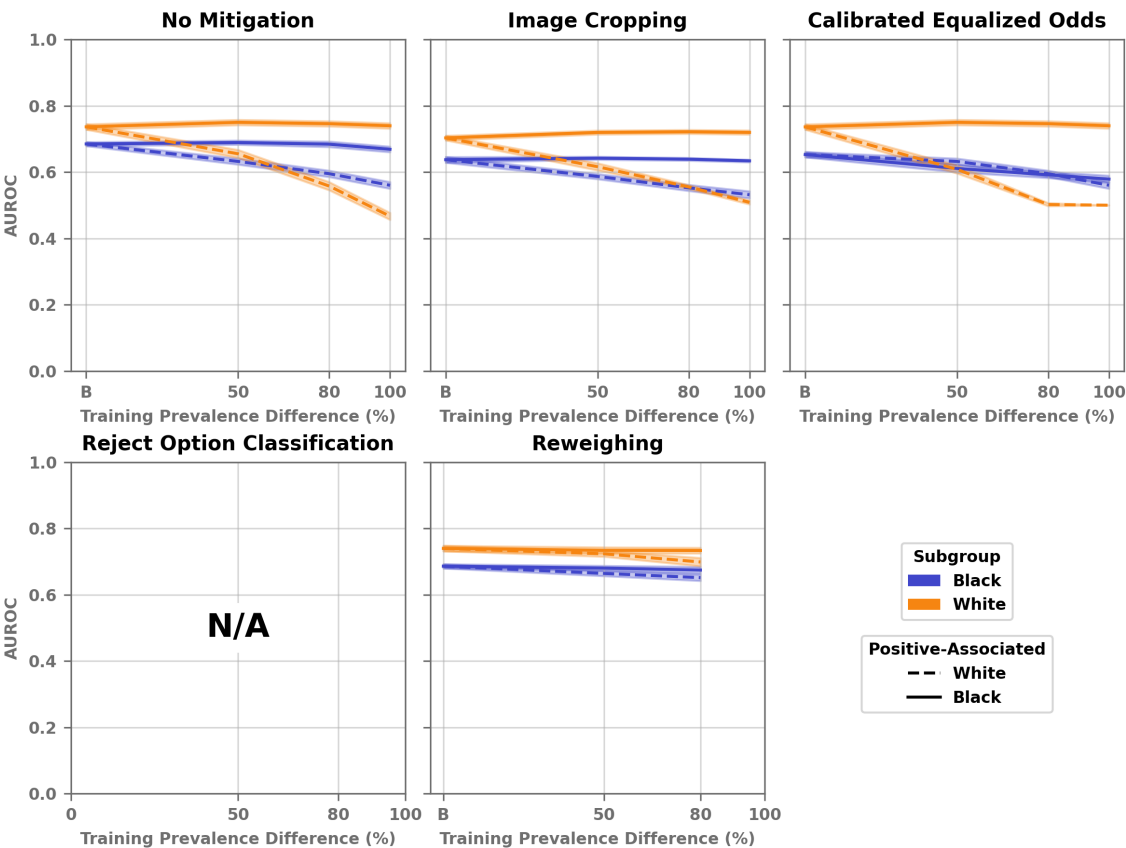 No Mitigation
Image Cropping
Calibrated Equalized Odds
1.0
0.8
0.6
0.4
0.2
0.0
AUROC
B 50 80 100
B 50 80 100
B 50 80 100
Training Prevalence Difference (%)
Training Prevalence Difference (%)
Training Prevalence Difference (%)
Reject Option Classification
Reweighing
1.0
0.8
0.6
0.4
0.2
0.0
AUROC
N/A
0 50 80 100
B 50 80 100
Training Prevalence Difference (%)
Training Prevalence Difference (%)
Subgroup
Black
White
Positive-Associated
White
Black